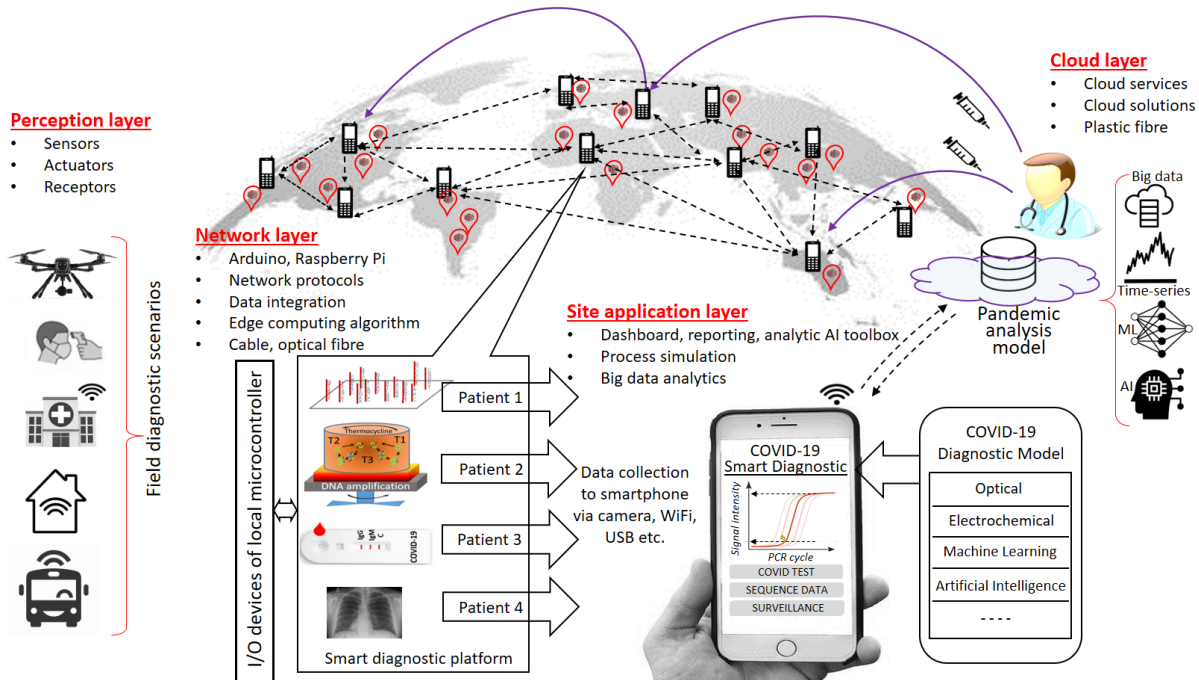 Perception layer
• Sensors
• Actuators
• Receptors
Field diagnostic scenarios
Network layer
• Arduino, Raspberry Pi
• Network protocols
• Data integration
• Edge computing algorithm
• Cable, optical fibre
Cloud layer
• Cloud services
• Cloud solutions
• Plastic fibre
Big data
Time-series
ML
AI
Pandemic
analysis
model
Site application layer
• Dashboard, reporting, analytic AI toolbox
• Process simulation
• Big data analytics
I/O devices of local microcontroller
Thermocycline
T2
T1
T3
DNA amplification
IgG
IgM
C
COVID-19
Smart diagnostic platform
Patient 1
Patient 2
Patient 3
Patient 4
Data collection
to smartphone
via camera, WiFi,
USB etc.
COVID-19
Smart Diagnostic
Signal intensity
PCR cycle
COVID TEST
SEQUENCE DATA
SURVEILLANCE
COVID-19
Diagnostic Model
Optical
Electrochemical
Machine Learning
Artificial Intelligence
----